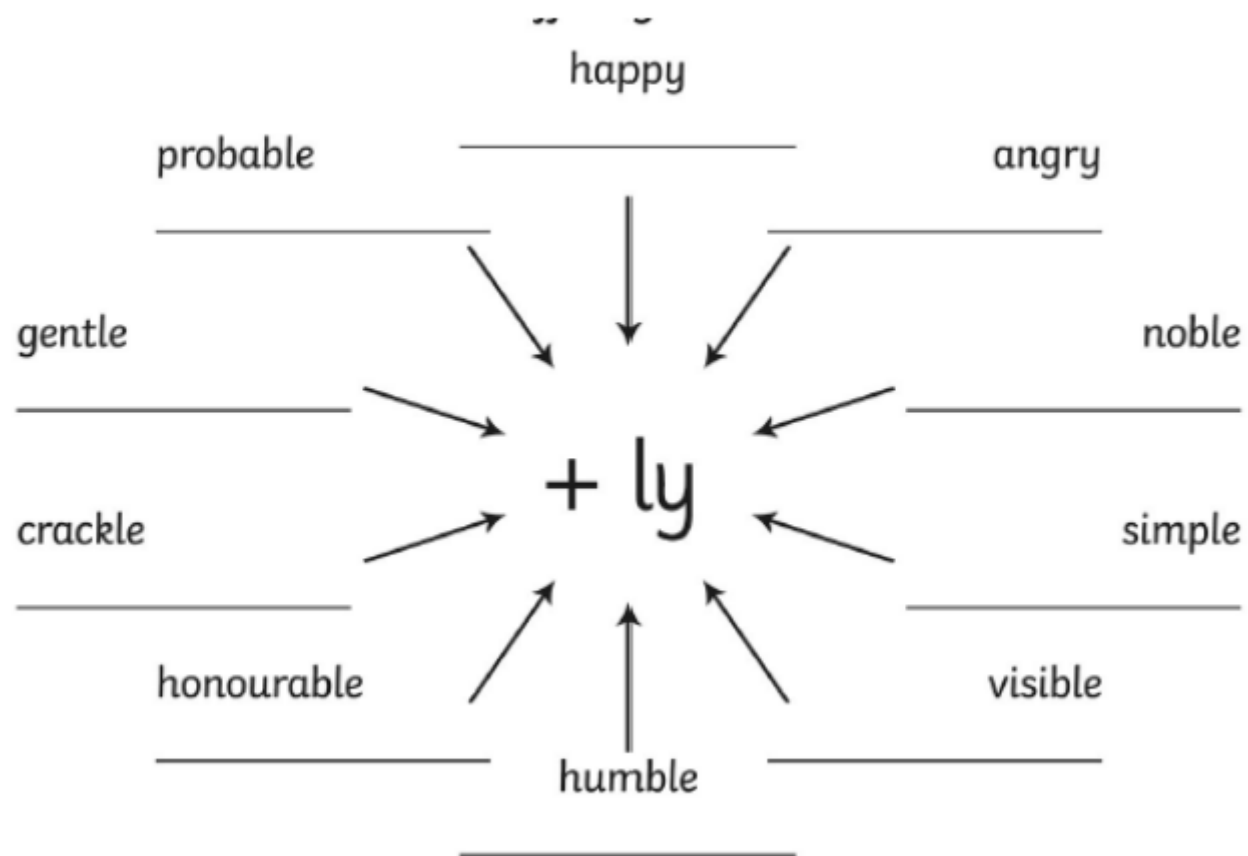 happy
probable
angry
gentle
noble
+ ly
crackle
simple
honourable
visible
humble